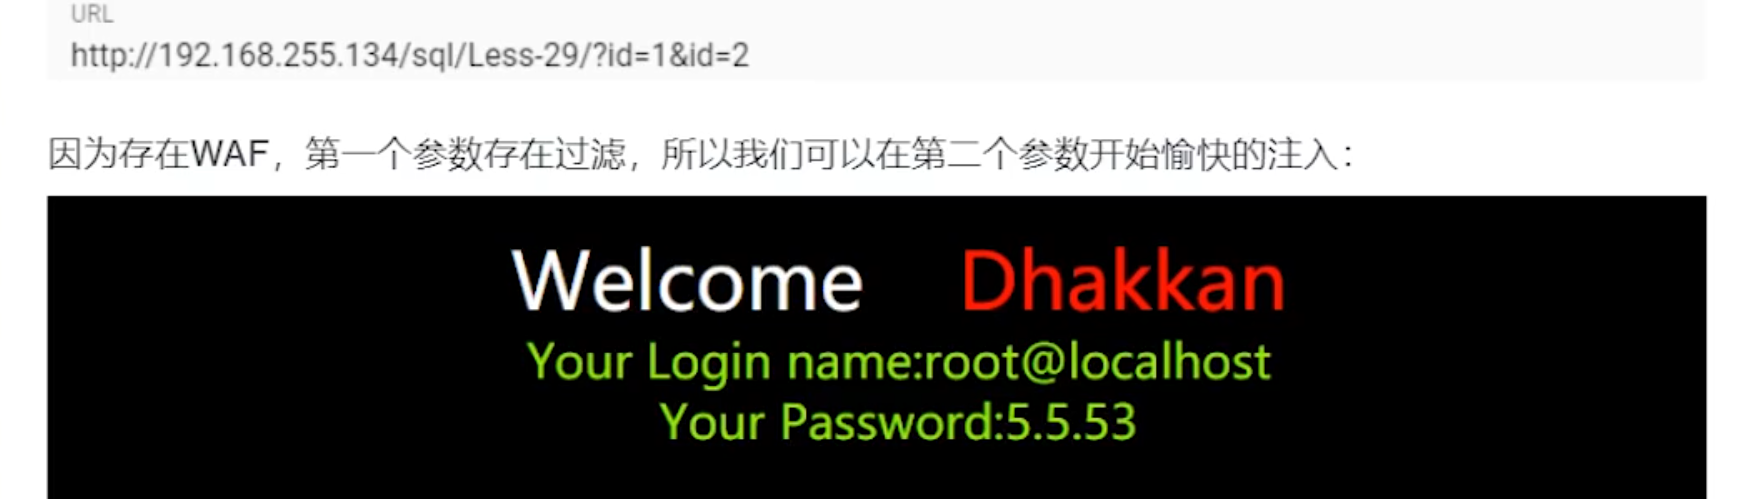 URL
http://192.168.255.134/sql/Less-29/?id=1&id=2
因为存在WAF，第一个参数存在过滤，所以我们可以在第二个参数开始愉快的注入：
Welcome Dhakkan
Your Login name:root@localhost
Your Password:5.5.53